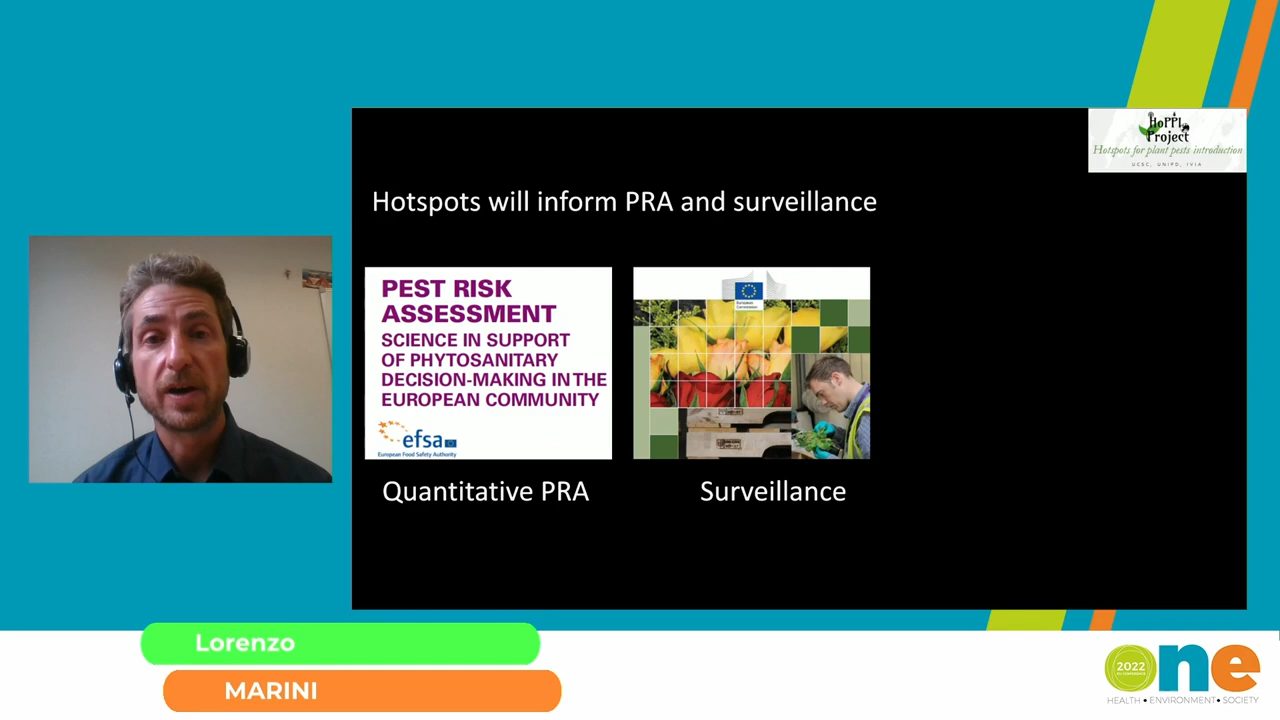 HoPPI
Project
Hotspots for plant pests introduction
UCSC, UNIPD, IVIA
Hotspots will inform PRA and surveillance
PEST RISK
ASSESSMENT
SCIENCE IN SUPPORT
OF PHYTOSANITARY
DECISION-MAKING IN THE
EUROPEAN COMMUNITY
efsa
European Food Safety Authority
European
Commission
Quantitative PRA
Surveillance
Lorenzo
MARINI
2022
one
HEALTH • ENVIRONMENT • SOCIETY